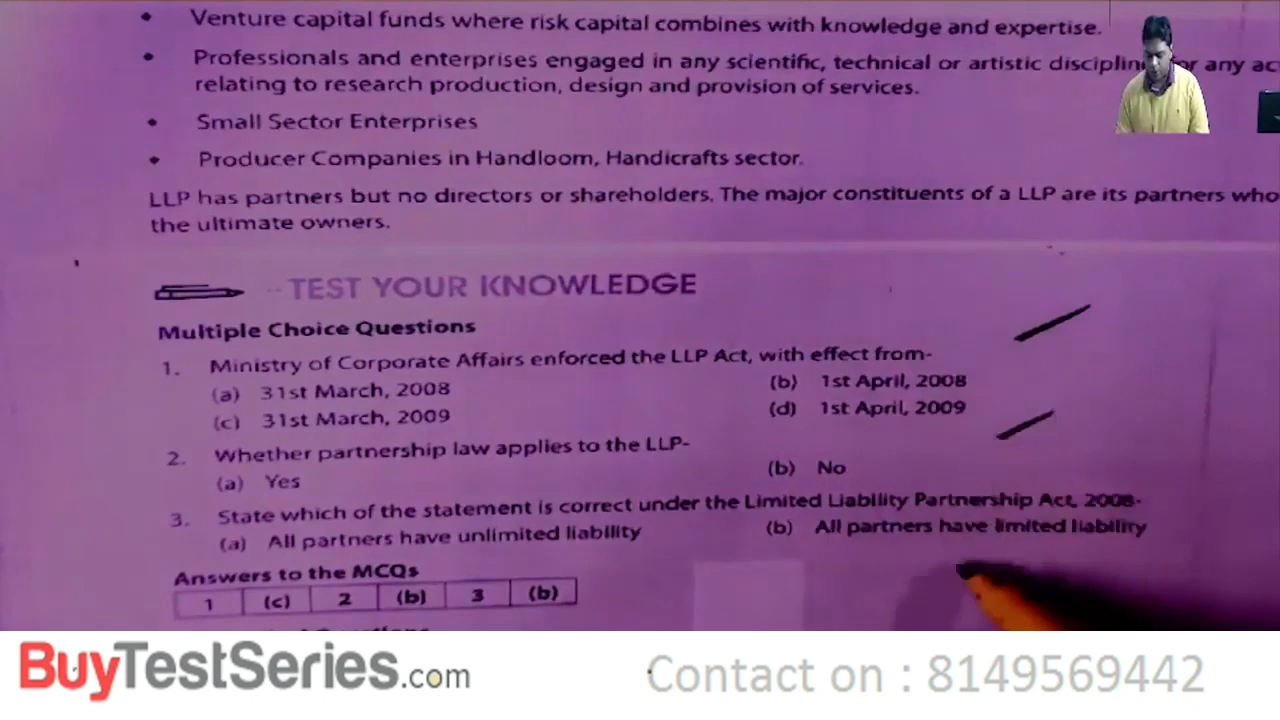 • Venture capital funds where risk capital combines with knowledge and expertise.
• Professionals and enterprises engaged in any scientific, technical or artistic discipline or any ac
relating to research production, design and provision of services.
• Small Sector Enterprises
• Producer Companies in Handloom, Handicrafts sector.
LLP has partners but no directors or shareholders. The major constituents of a LLP are its partners who
the ultimate owners.
TEST YOUR KNOWLEDGE
Multiple Choice Questions
1. Ministry of Corporate Affairs enforced the LLP Act, with effect from-
(a) 31st March, 2008 (b) 1st April, 2008
(c) 31st March, 2009 (d) 1st April, 2009
2. Whether partnership law applies to the LLP-
(a) Yes (b) No
3. State which of the statement is correct under the Limited Liability Partnership Act, 2008-
(a) All partners have unlimited liability (b) All partners have limited liability
Answers to the MCQs
1 (c) 2 (b) 3 (b)
BuyTestSeries.com Contact on : 8149569442